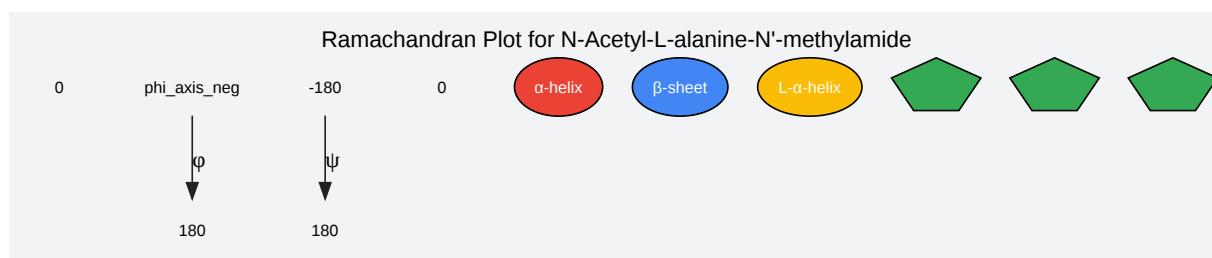 Ramachandran Plot for N-Acetyl-L-alanine-N'-methylamide
0 phi_axis_neg -180 0 α-helix β-sheet L-α-helix
φ ψ
180 180